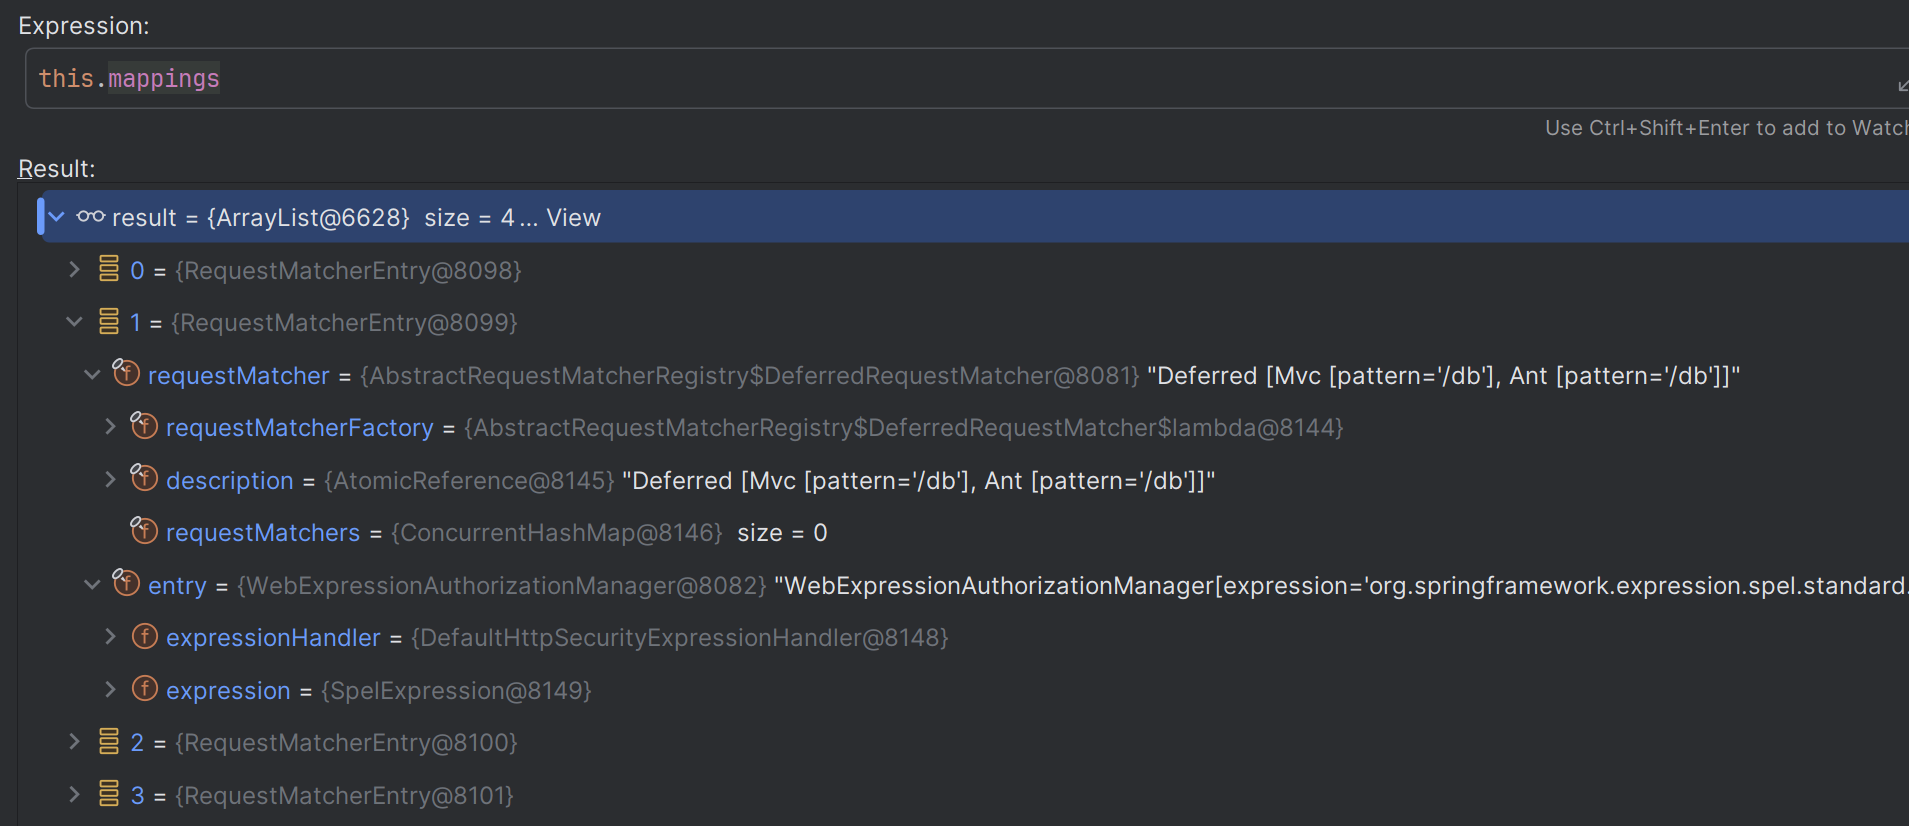 Expression:
this.mappings
Use Ctrl+Shift+Enter to add to Watch
Result:
result = {ArrayList@6628} size = 4 ... View
0 = {RequestMatcherEntry@8098}
1 = {RequestMatcherEntry@8099}
requestMatcher = {AbstractRequestMatcherRegistry$DeferredRequestMatcher@8081} "Deferred [Mvc [pattern='/db'], Ant [pattern='/db']]"
requestMatcherFactory = {AbstractRequestMatcherRegistry$DeferredRequestMatcher$lambda@8144}
description = {AtomicReference@8145} "Deferred [Mvc [pattern='/db'], Ant [pattern='/db']]"
requestMatchers = {ConcurrentHashMap@8146} size = 0
entry = {WebExpressionAuthorizationManager@8082} "WebExpressionAuthorizationManager[expression='org.springframework.expression.spel.standard.
expressionHandler = {DefaultHttpSecurityExpressionHandler@8148}
expression = {SpelExpression@8149}
2 = {RequestMatcherEntry@8100}
3 = {RequestMatcherEntry@8101}